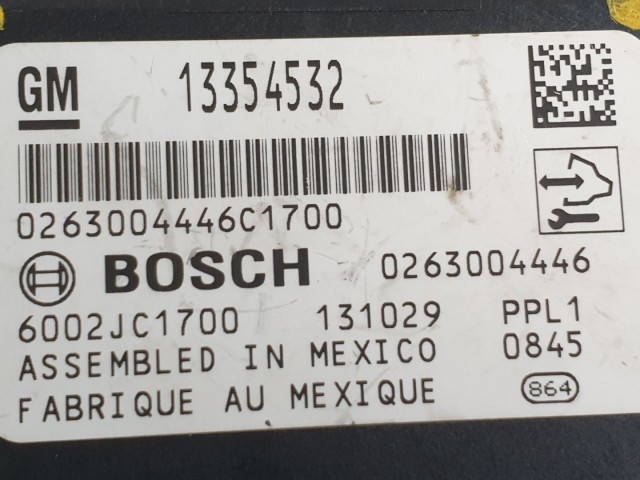 GM 13354532
0263004446C1700
BOSCH 0263004446
6002JC1700 131029 PPL1
ASSEMBLED IN MEXICO 0845
FABRIQUE AU MEXIQUE 864